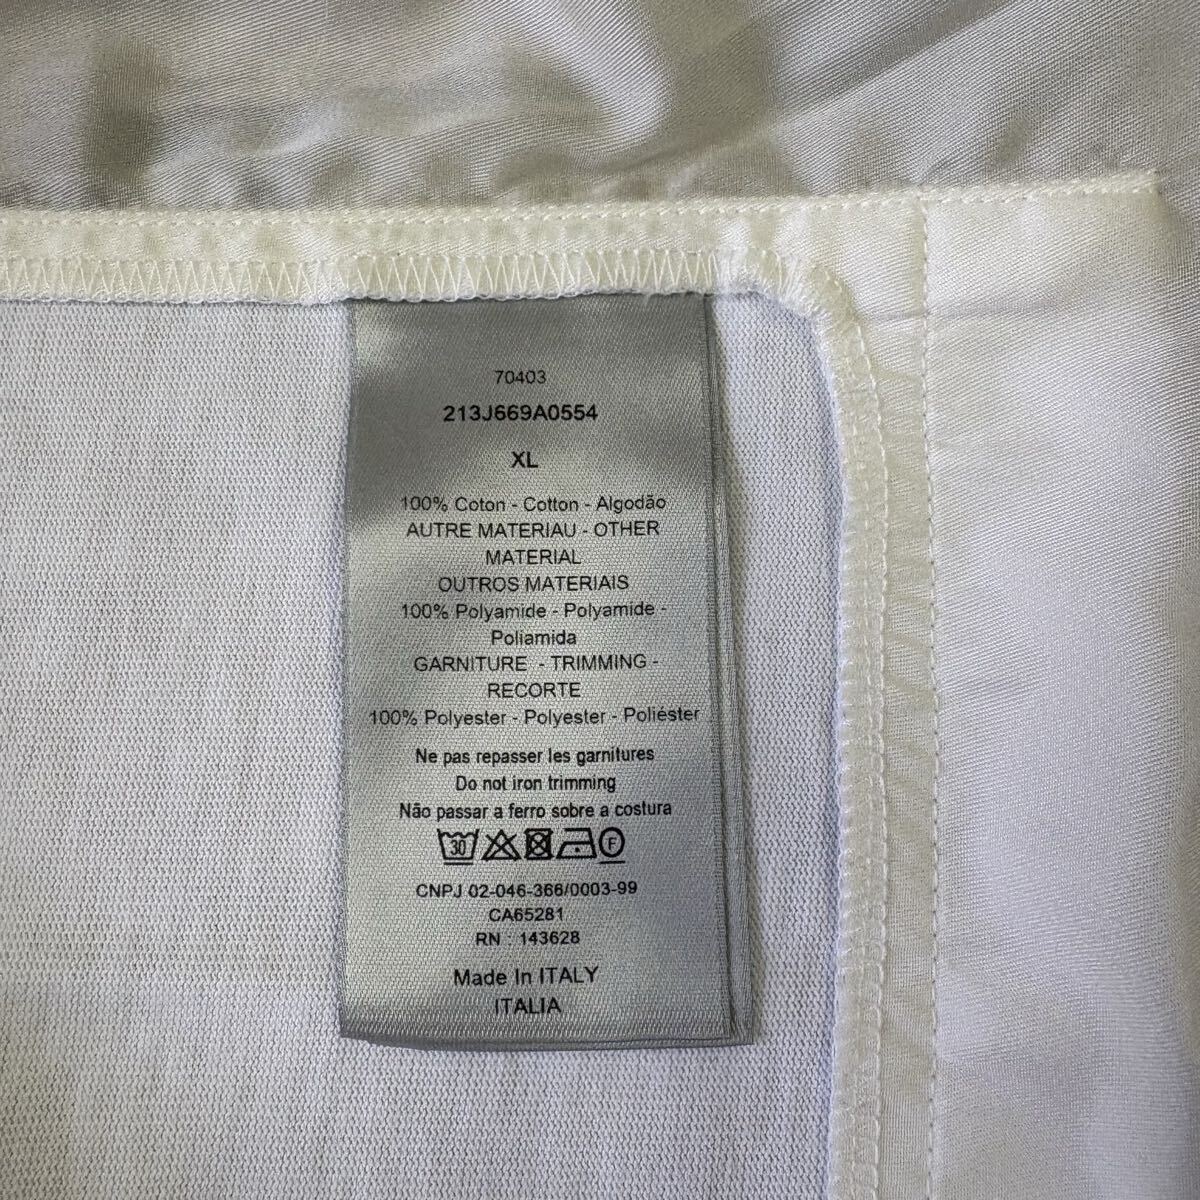 70403
213J669A0554
XL
100% Coton - Cotton - Algodão
AUTRE MATERIAU - OTHER
MATERIAL
OUTROS MATERIAIS
100% Polyamide - Polyamide -
Poliamida
GARNITURE - TRIMMING -
RECORTE
100% Polyester - Polyester - Poliéster
Ne pas repasser les garnitures
Do not iron trimming
Não passar a ferro sobre a costura
30 F
CNPJ 02-046-366/0003-99
CA65281
RN : 143628
Made In ITALY
ITALIA